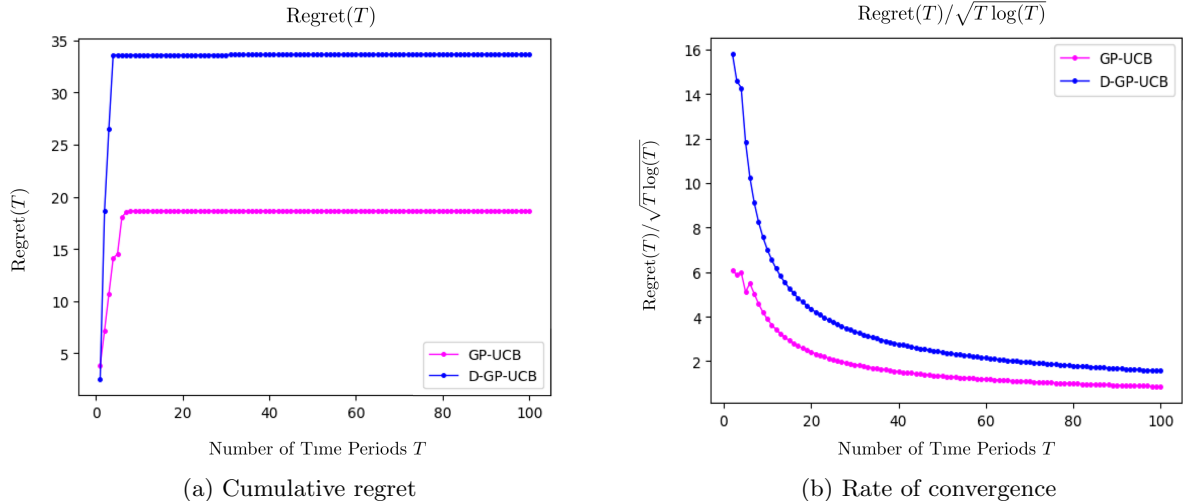 Regret(T)
35
30
25
20
15
10
5
0 20 40 60 80 100
Regret(T)
GP-UCB
D-GP-UCB
Number of Tıme Periods T
(a) Cumulative regret
Regret(T)/√T log(T)
16
14
12
10
8
6
4
2
0 20 40 60 80 100
Regret(T)/√T log(T)
GP-UCB
D-GP-UCB
Number of Tıme Periods T
(b) Rate of convergence